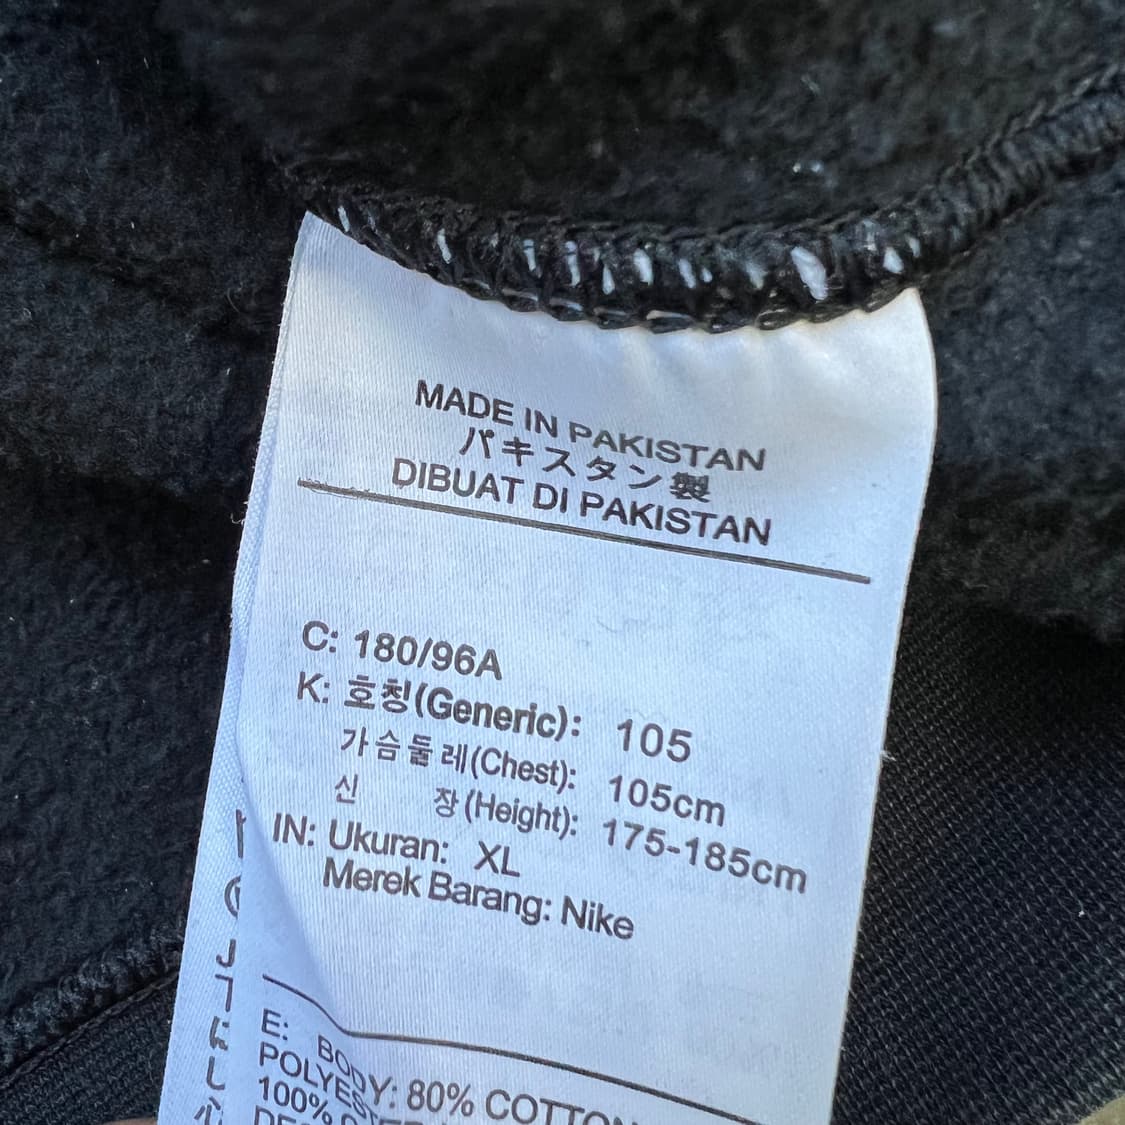 MADE IN PAKISTAN
パキスタン製
DIBUAT DI PAKISTAN
C: 180/96A
K: 호칭(Generic): 105
가슴둘레(Chest): 105cm
신 장(Height): 175-185cm
IN: Ukuran: XL
Merek Barang: Nike
E: BODY: 80% COTTON
POLYESTER
100%